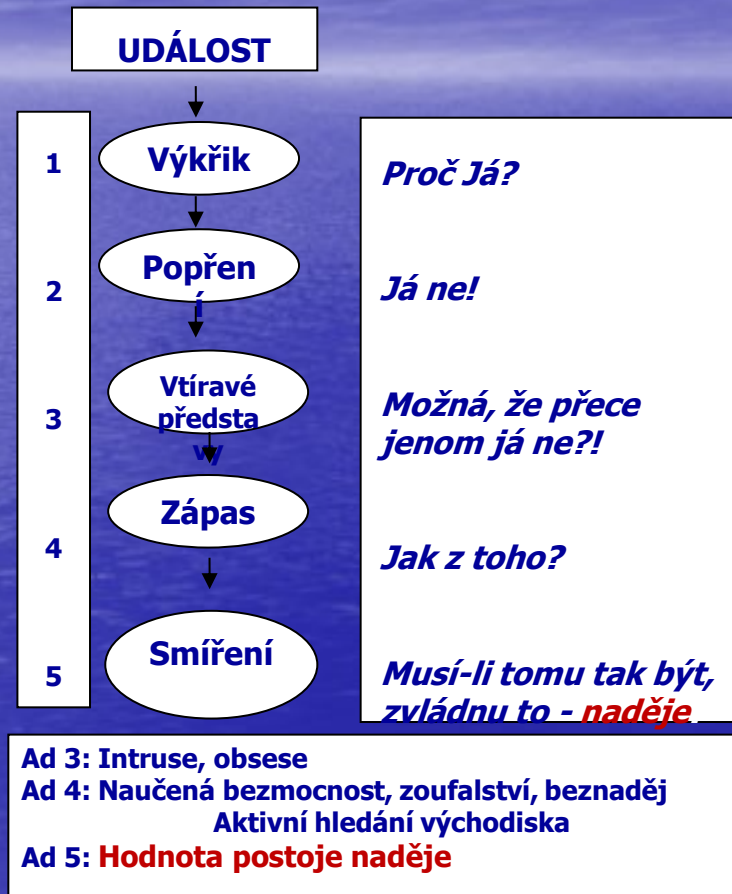 UDÁLOST
1
Výkřik
Proč Já?
2
Popřen
í
Já ne!
3
Vtíravé
předsta
vy
Možná, že přece
jenom já ne?!
4
Zápas
Jak z toho?
5
Smíření
Musí-li tomu tak být,
zvládnu to - naděje
Ad 3: Intruse, obsese
Ad 4: Naučená bezmocnost, zoufalství, beznaděj
Aktivní hledání východiska
Ad 5: Hodnota postoje naděje